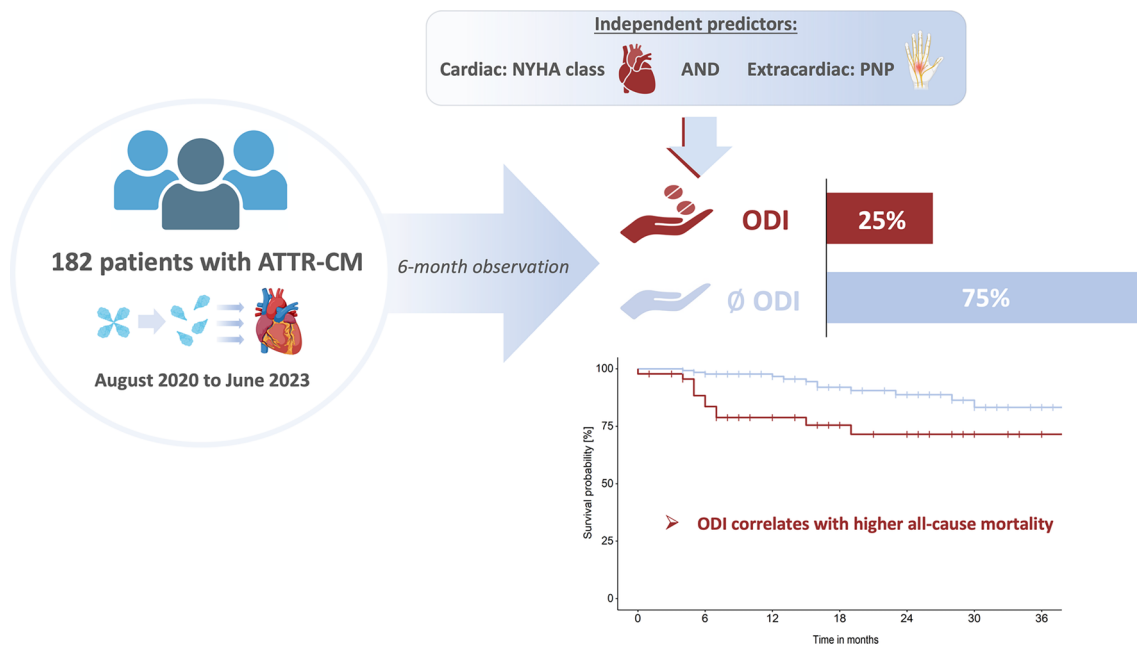 Independent predictors:
Cardiac: NYHA class AND Extracardiac: PNP
182 patients with ATTR-CM
August 2020 to June 2023
6-month observation
ODI 25%
Ø ODI 75%
Survival probability [%]
100
75
50
25
0
ODI correlates with higher all-cause mortality
0 6 12 18 24 30 36
Time in months